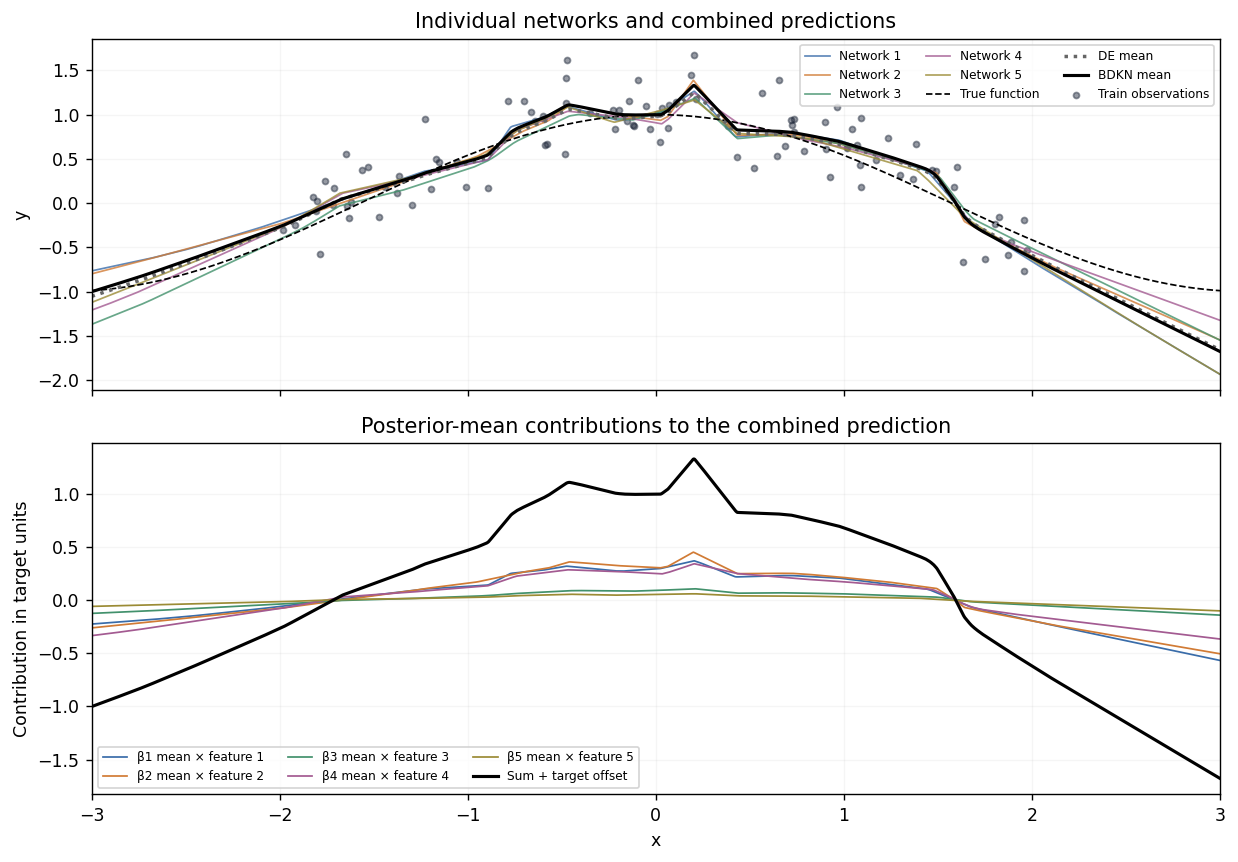 Individual networks and combined predictions
Network 1
Network 2
Network 3
Network 4
Network 5
True function
DE mean
BDKN mean
Train observations
1.5
1.0
0.5
0.0
−0.5
−1.0
−1.5
−2.0
y
Posterior-mean contributions to the combined prediction
1.0
0.5
0.0
−0.5
−1.0
−1.5
Contribution in target units
β1 mean × feature 1
β2 mean × feature 2
β3 mean × feature 3
β4 mean × feature 4
β5 mean × feature 5
Sum + target offset
−3
−2
−1
0
1
2
3
x